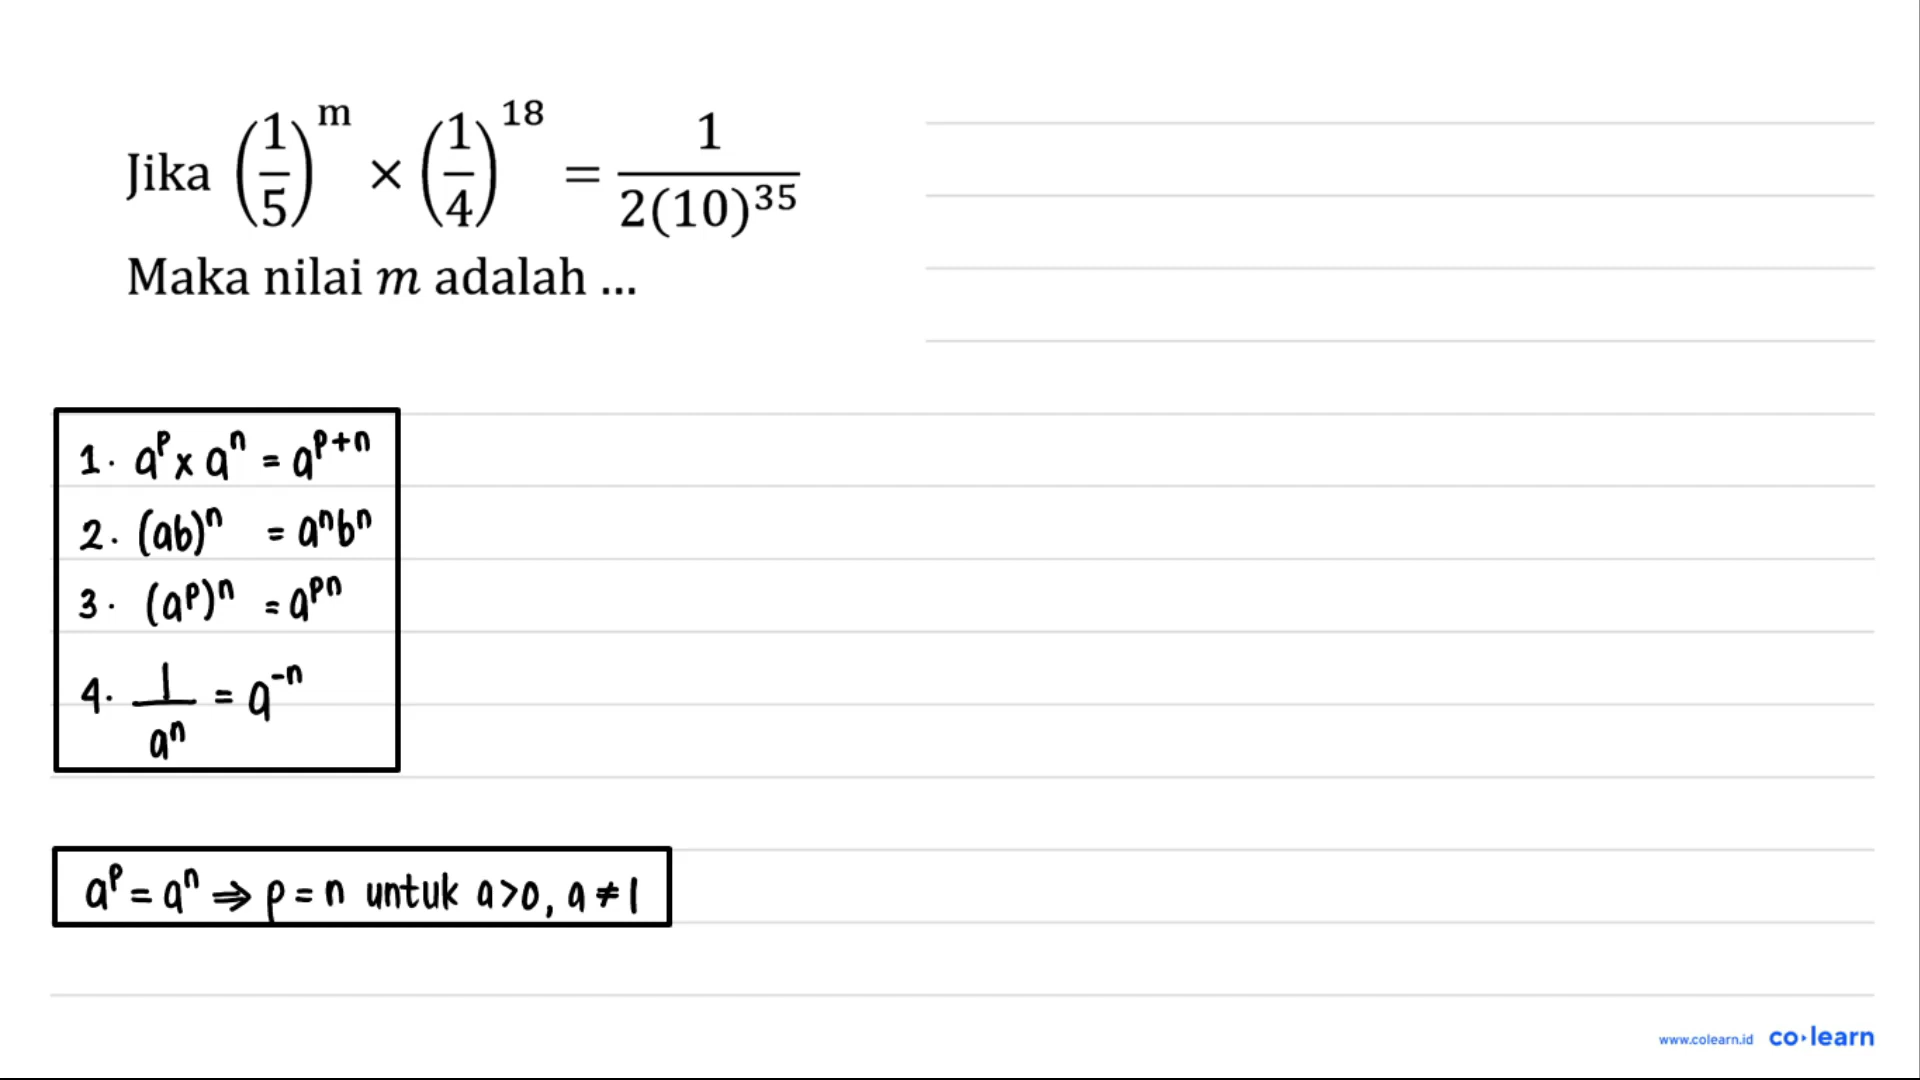 Jika (1/5)^m × (1/4)^18 = 1/(2(10)^35)
Maka nilai m adalah ...
1. a^p x a^n = a^(p+n)
2. (ab)^n = a^n b^n
3. (a^p)^n = a^(pn)
4. 1/a^n = a^(-n)
a^p = a^n ⇒ p = n untuk a > 0, a ≠ 1
www.colearn.id co·learn